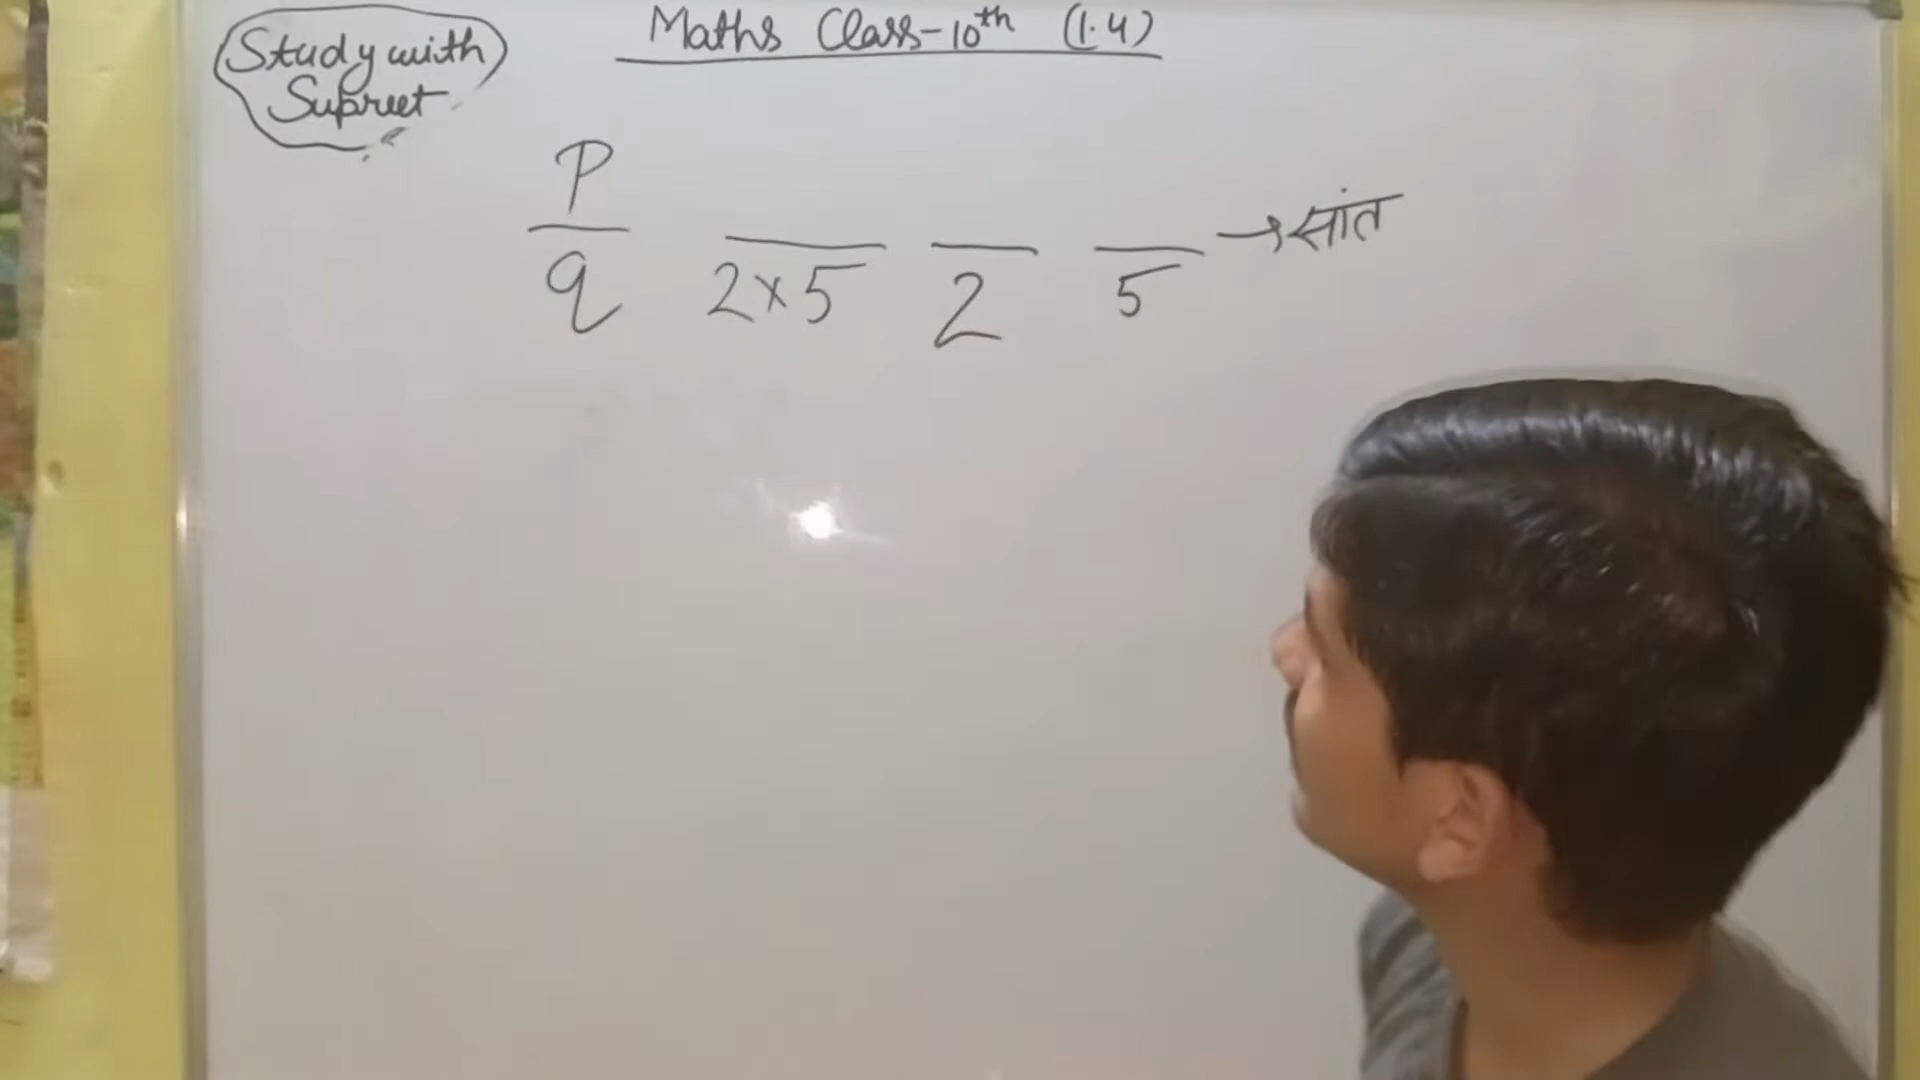 Study with
Supreet
Maths Class-10th (1.4)
P
q
2×5 2 5 →सांत